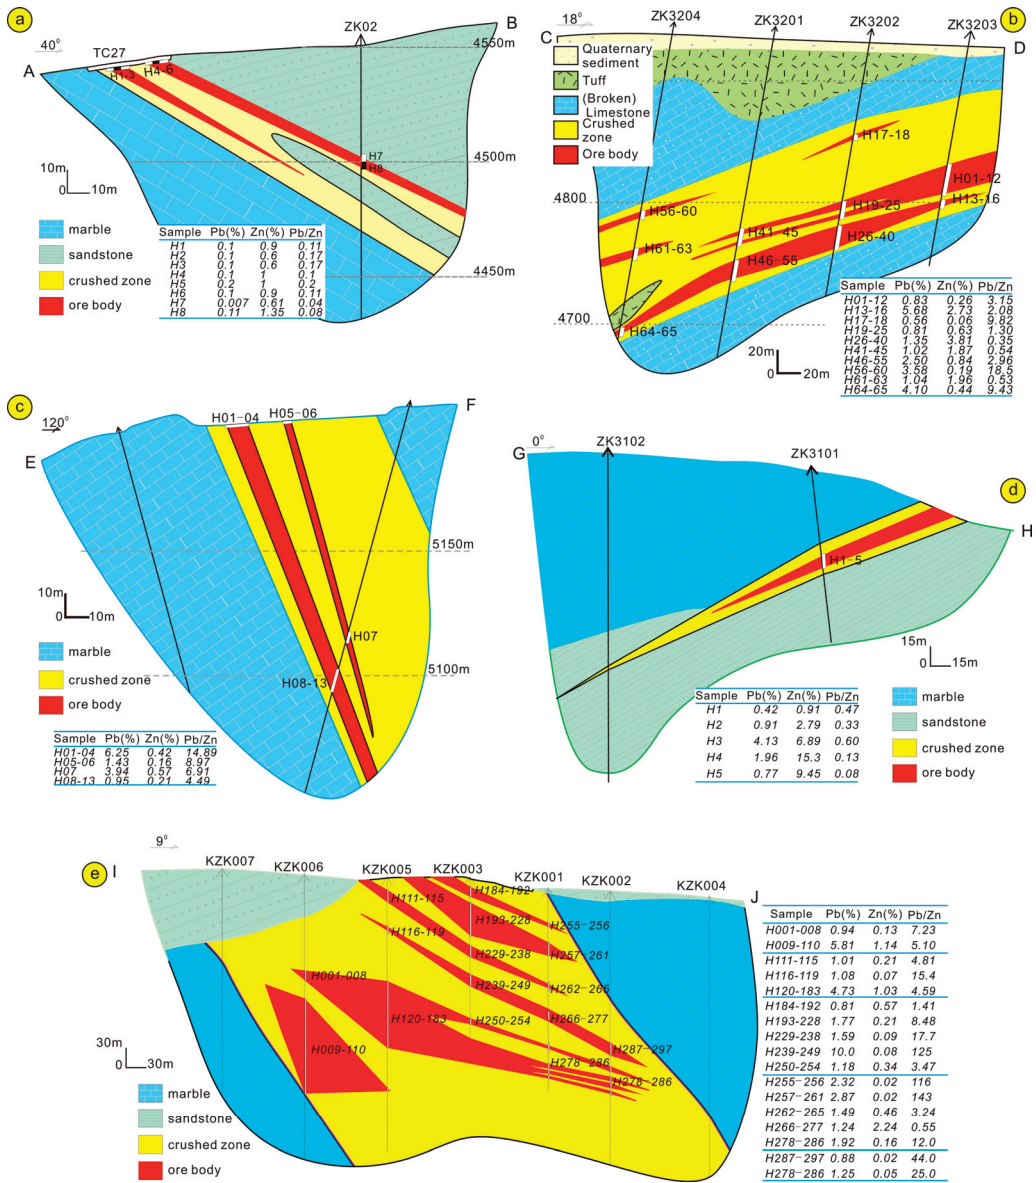 a
40°
A
TC27
H1-3
H4-6
ZK02
B
4550m
4500m
4450m
H7
H8
10m
0 10m
marble
sandstone
crushed zone
ore body
Sample Pb(%) Zn(%) Pb/Zn
H1 0.1 0.9 0.11
H2 0.1 0.6 0.17
H3 0.1 0.6 0.17
H4 0.1 1 0.1
H5 0.2 1 0.2
H6 0.1 0.9 0.11
H7 0.007 0.61 0.04
H8 0.11 1.35 0.08
b
18°
C
ZK3204
ZK3201
ZK3202
ZK3203
D
Quaternary
sediment
Tuff
(Broken)
Limestone
Crushed
zone
Ore body
H17-18
H01-12
H13-16
4800
H56-60
H19-25
H41-45
H26-40
H61-63
H46-55
4700
H64-65
20m
0 20m
Sample Pb(%) Zn(%) Pb/Zn
H01-12 0.83 0.26 3.15
H13-16 5.68 2.73 2.08
H17-18 0.56 0.06 9.82
H19-25 0.81 0.63 1.30
H26-40 1.35 3.81 0.35
H41-45 1.02 1.87 0.54
H46-55 2.50 0.84 2.96
H56-60 3.58 0.19 18.5
H61-63 1.04 1.96 0.53
H64-65 4.10 0.44 9.43
c
120°
E
H01-04
H05-06
F
5150m
5100m
H07
H08-13
10m
0 10m
marble
crushed zone
ore body
Sample Pb(%) Zn(%) Pb/Zn
H01-04 6.25 0.42 14.89
H05-06 1.43 0.16 8.97
H07 3.94 0.57 6.91
H08-13 0.95 0.21 4.49
d
0°
G
ZK3102
ZK3101
H
H1-5
15m
0 15m
Sample Pb(%) Zn(%) Pb/Zn
H1 0.42 0.91 0.47
H2 0.91 2.79 0.33
H3 4.13 6.89 0.60
H4 1.96 15.3 0.13
H5 0.77 9.45 0.08
marble
sandstone
crushed zone
ore body
e
9°
I
KZK007
KZK006
KZK005
KZK003
KZK001
KZK002
KZK004
J
H184-192
H111-115
H193-228
H255-256
H116-119
H229-238
H257-261
H001-008
H239-249
H262-265
H120-183
H250-254
H266-277
H009-110
H287-297
H278-286
H278-286
30m
0 30m
marble
sandstone
crushed zone
ore body
Sample Pb(%) Zn(%) Pb/Zn
H001-008 0.94 0.13 7.23
H009-110 5.81 1.14 5.10
H111-115 1.01 0.21 4.81
H116-119 1.08 0.07 15.4
H120-183 4.73 1.03 4.59
H184-192 0.81 0.57 1.41
H193-228 1.77 0.21 8.48
H229-238 1.59 0.09 17.7
H239-249 10.0 0.08 125
H250-254 1.18 0.34 3.47
H255-256 2.32 0.02 116
H257-261 2.87 0.02 143
H262-265 1.49 0.46 3.24
H266-277 1.24 2.24 0.55
H278-286 1.92 0.16 12.0
H287-297 0.88 0.02 44.0
H278-286 1.25 0.05 25.0